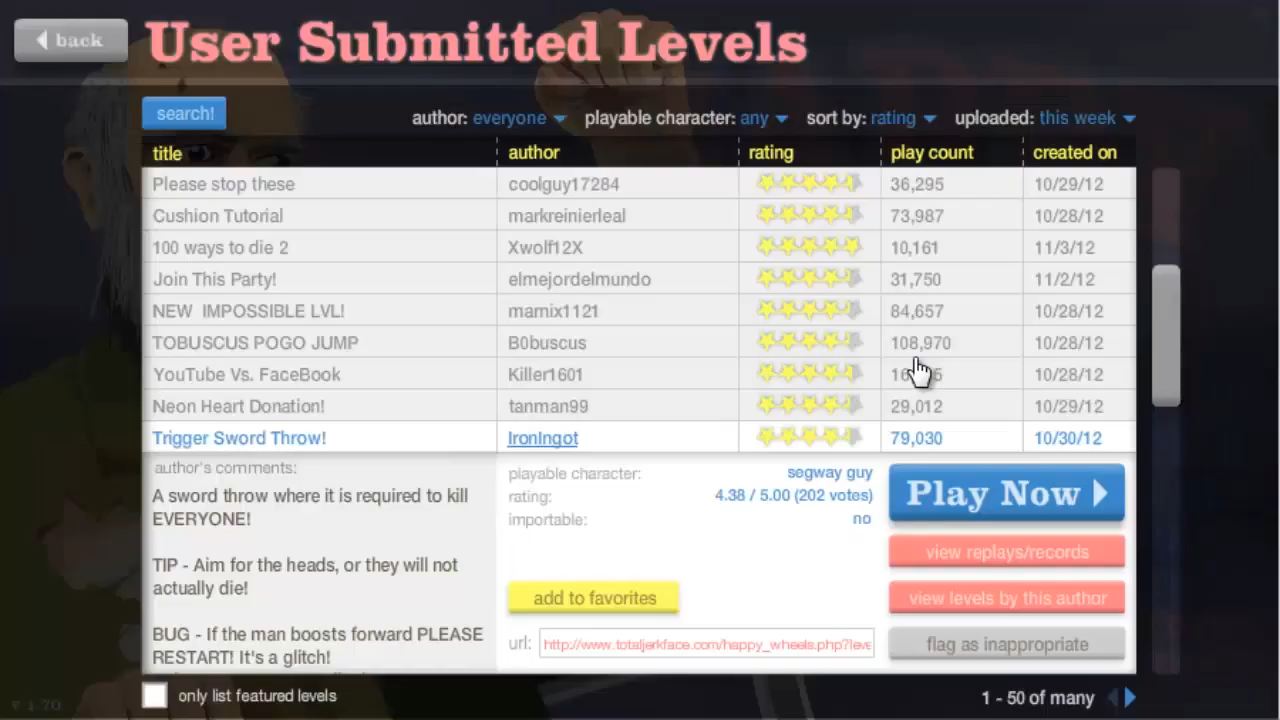 back
User Submitted Levels
search!
author: everyone playable character: any sort by: rating uploaded: this week
title author rating play count created on
Please stop these coolguy17284 36,295 10/29/12
Cushion Tutorial markreinierleal 73,987 10/28/12
100 ways to die 2 Xwolf12X 10,161 11/3/12
Join This Party! elmejordelmundo 31,750 11/2/12
NEW IMPOSSIBLE LVL! marnix1121 84,657 10/28/12
TOBUSCUS POGO JUMP B0buscus 108,970 10/28/12
YouTube Vs. FaceBook Killer1601 10/28/12
Neon Heart Donation! tanman99 29,012 10/29/12
Trigger Sword Throw! IronIngot 79,030 10/30/12
author's comments:
A sword throw where it is required to kill
EVERYONE!
TIP - Aim for the heads, or they will not
actually die!
BUG - If the man boosts forward PLEASE
RESTART! It's a glitch!
playable character: segway guy
rating: 4.38 / 5.00 (202 votes)
importable: no
add to favorites
url: http://www.totaljerkface.com/happy_wheels.php?leve
Play Now
view replays/records
view levels by this author
flag as inappropriate
only list featured levels
1 - 50 of many
v 1.70